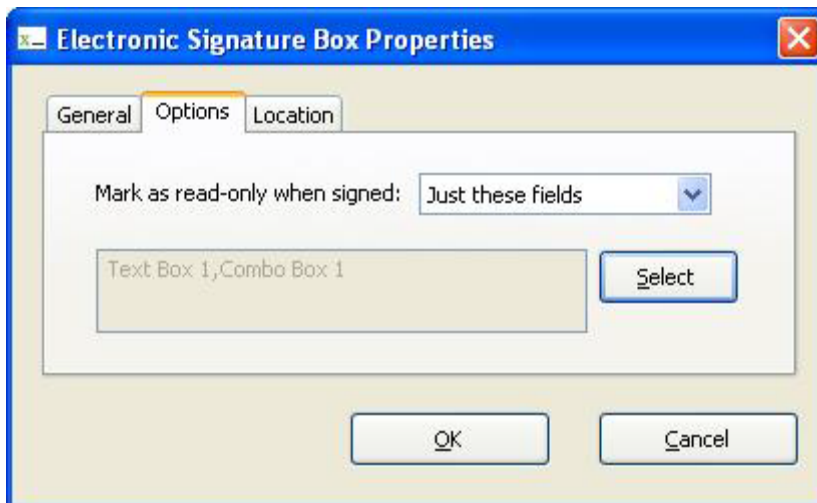 Electronic Signature Box Properties
General Options Location
Mark as read-only when signed: Just these fields
Text Box 1,Combo Box 1 Select
OK Cancel